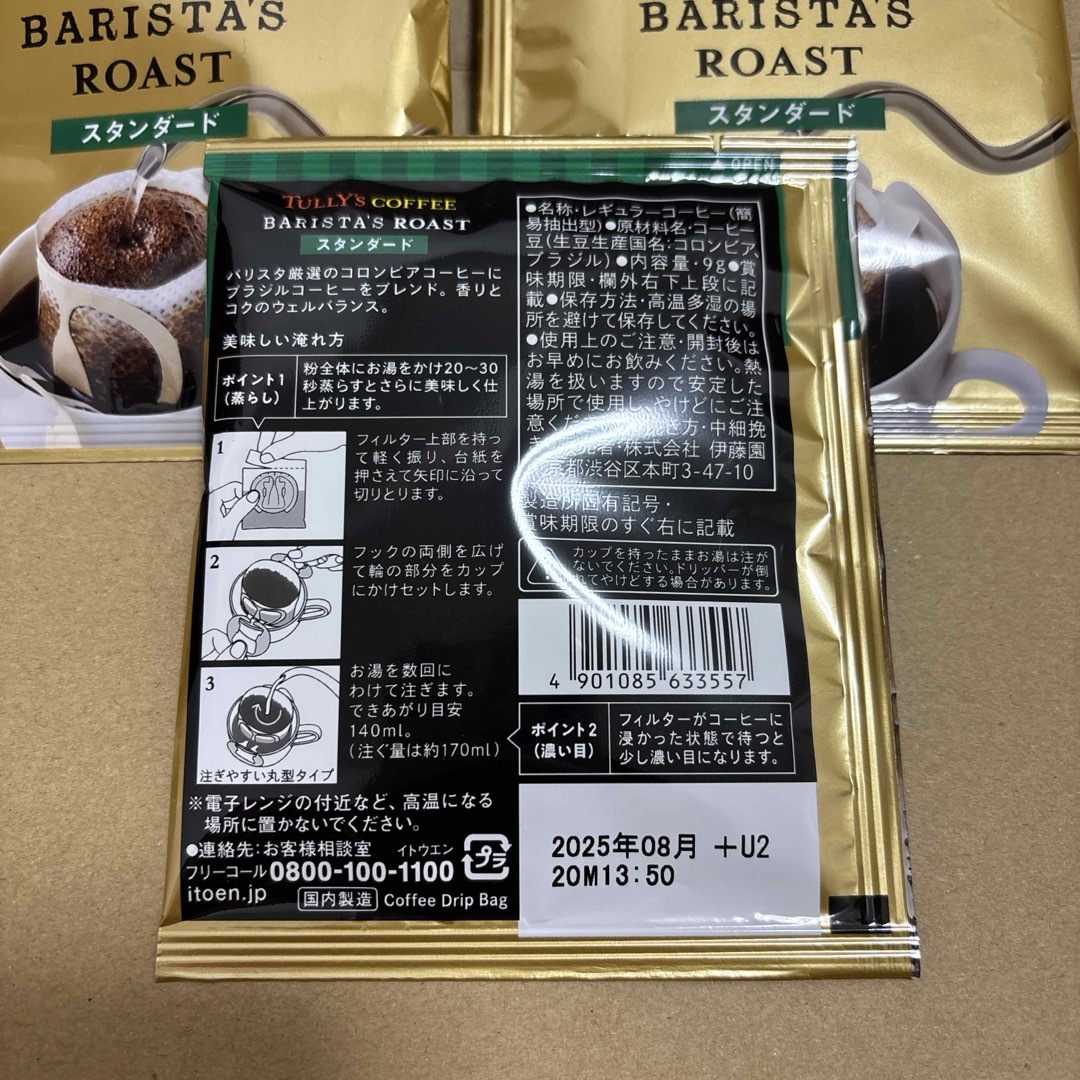 BARISTA'S
ROAST
スタンダード
BARISTA'S
ROAST
スタンダード
OPEN
TULLY'S COFFEE
BARISTA'S ROAST
スタンダード
バリスタ厳選のコロンビアコーヒーに
ブラジルコーヒーをブレンド。香りと
コクのウェルバランス。
美味しい淹れ方
ポイント1
(蒸らし)
粉全体にお湯をかけ20〜30
秒蒸らすとさらに美味しく仕
上がります。
1
フィルター上部を持っ
て軽く振り、台紙を
押さえて矢印に沿って
切りとります。
2
フックの両側を広げ
て輪の部分をカップ
にかけセットします。
3
お湯を数回に
わけて注ぎます。
できあがり目安
140ml。
(注ぐ量は約170ml)
注ぎやすい丸型タイプ
※電子レンジの付近など、高温になる
場所に置かないでください。
●連絡先:お客様相談室 イトウエン
フリーコール0800-100-1100
プラ
itoen.jp 国内製造 Coffee Drip Bag
●名称・レギュラーコーヒー(簡
易抽出型)●原材料名・コーヒー
豆(生豆生産国名:コロンビア、
ブラジル)●内容量・9g●賞
味期限・欄外右下上段に記
載●保存方法・高温多湿の場
所を避けて保存してください。
●使用上のご注意・開封後は
お早めにお飲みください。熱
湯を扱いますので安定した
場所で使用し、やけどにご注
意くだ き方・中細挽
者・株式会社 伊藤園
京都渋谷区本町3-47-10
製造所固有記号・
賞味期限のすぐ右に記載
カップを持ったままお湯は注が
ないでください。ドリッパーが倒
れてやけどする場合があります。
4 901085 633557
ポイント2
(濃い目)
フィルターがコーヒーに
浸かった状態で待つと
少し濃い目になります。
2025年08月 +U2
20M13:50